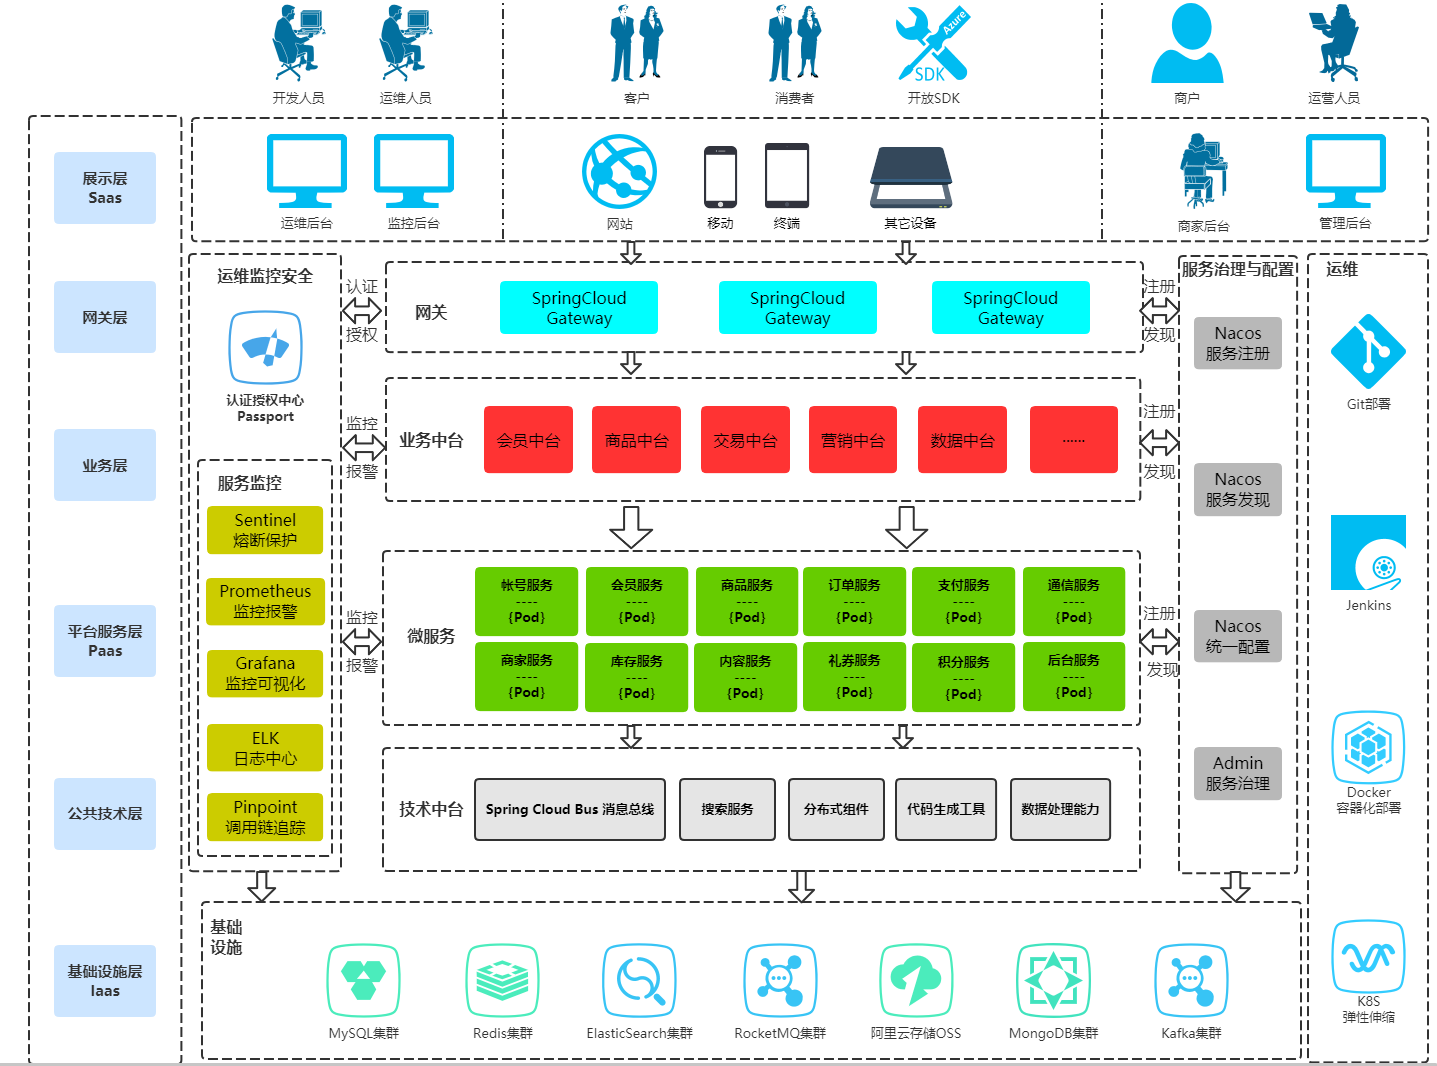 开发人员
运维人员
客户
消费者
Azure
SDK
开放SDK
商户
运营人员
展示层
Saas
运维后台
监控后台
网站
移动
终端
其它设备
商家后台
管理后台
网关层
业务层
平台服务层
Paas
公共技术层
基础设施层
Iaas
运维监控安全
认证授权中心
Passport
服务监控
Sentinel
熔断保护
Prometheus
监控报警
Grafana
监控可视化
ELK
日志中心
Pinpoint
调用链追踪
认证
授权
监控
报警
监控
报警
网关
SpringCloud
Gateway
SpringCloud
Gateway
SpringCloud
Gateway
业务中台
会员中台
商品中台
交易中台
营销中台
数据中台
......
微服务
帐号服务
----
{Pod}
会员服务
----
{Pod}
商品服务
----
{Pod}
订单服务
----
{Pod}
支付服务
----
{Pod}
通信服务
----
{Pod}
商家服务
----
{Pod}
库存服务
----
{Pod}
内容服务
----
{Pod}
礼券服务
----
{Pod}
积分服务
----
{Pod}
后台服务
----
{Pod}
技术中台
Spring Cloud Bus 消息总线
搜索服务
分布式组件
代码生成工具
数据处理能力
注册
发现
注册
发现
注册
发现
服务治理与配置
Nacos
服务注册
Nacos
服务发现
Nacos
统一配置
Admin
服务治理
运维
Git部署
Jenkins
Docker
容器化部署
K8S
弹性伸缩
基础
设施
MySQL集群
Redis集群
ElasticSearch集群
RocketMQ集群
阿里云存储OSS
MongoDB集群
Kafka集群